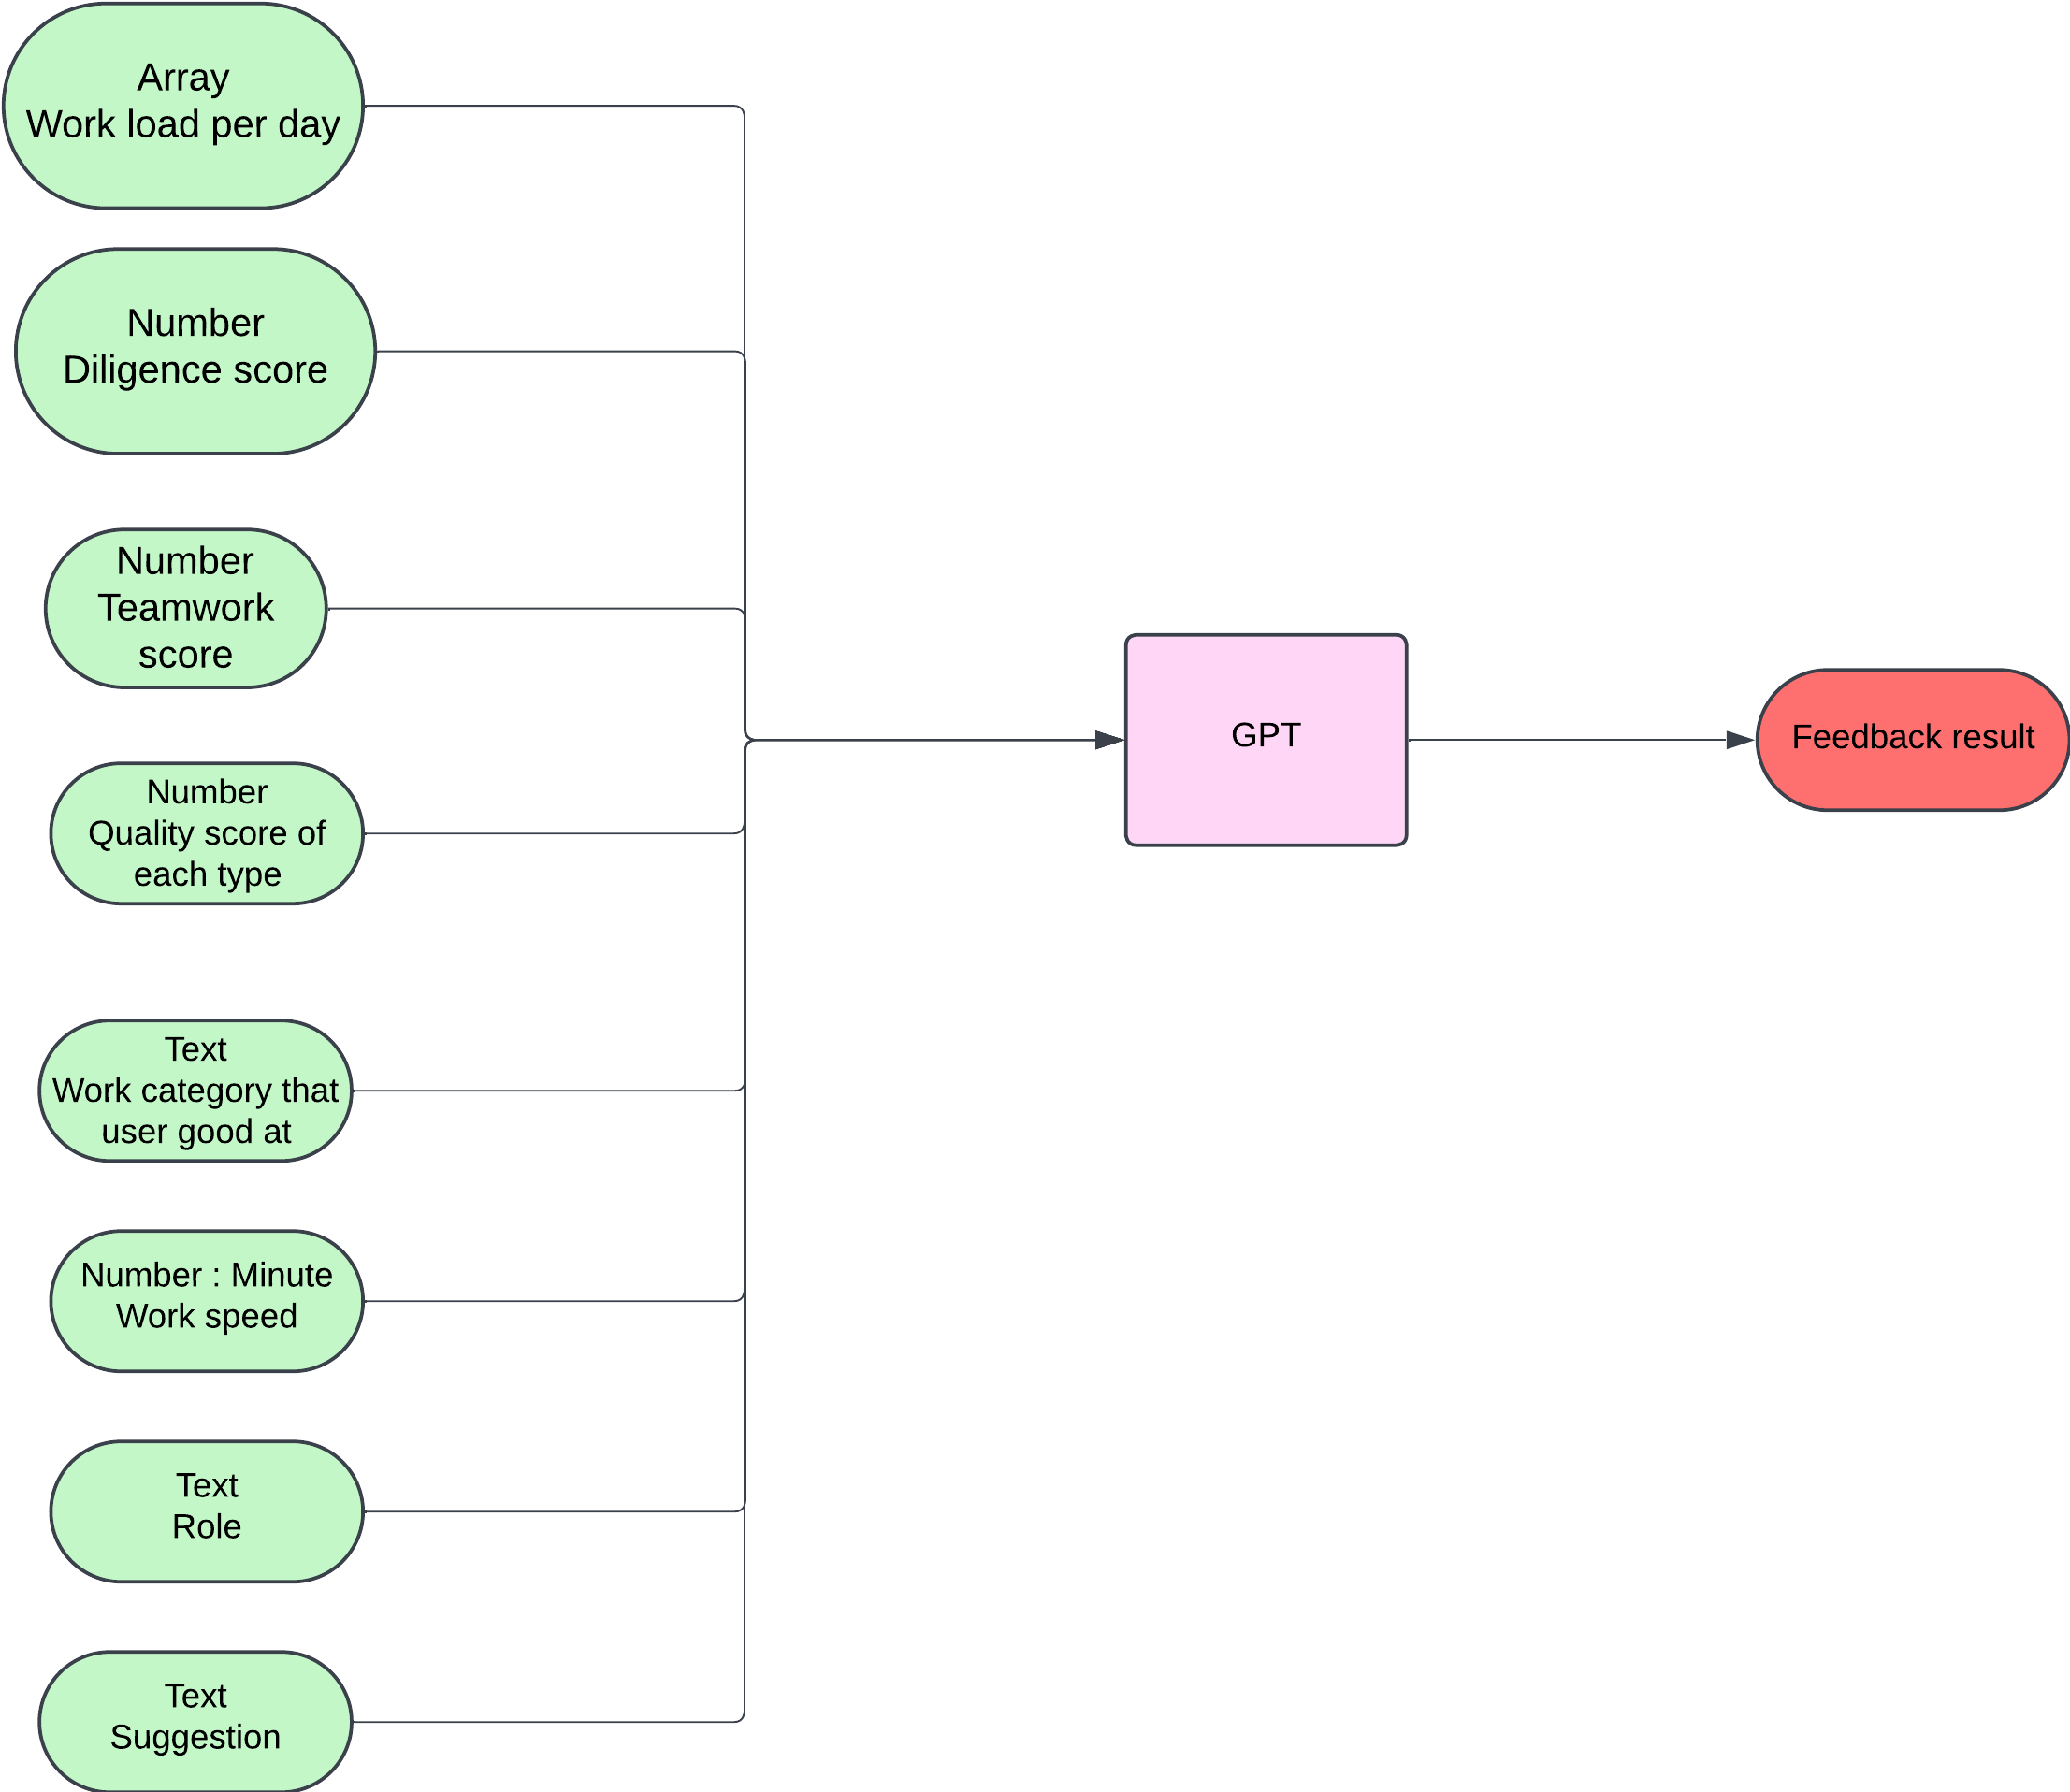 Array
Work load per day
Number
Diligence score
Number
Teamwork
score
Number
Quality score of
each type
Text
Work category that
user good at
Number : Minute
Work speed
Text
Role
Text
Suggestion
GPT
Feedback result